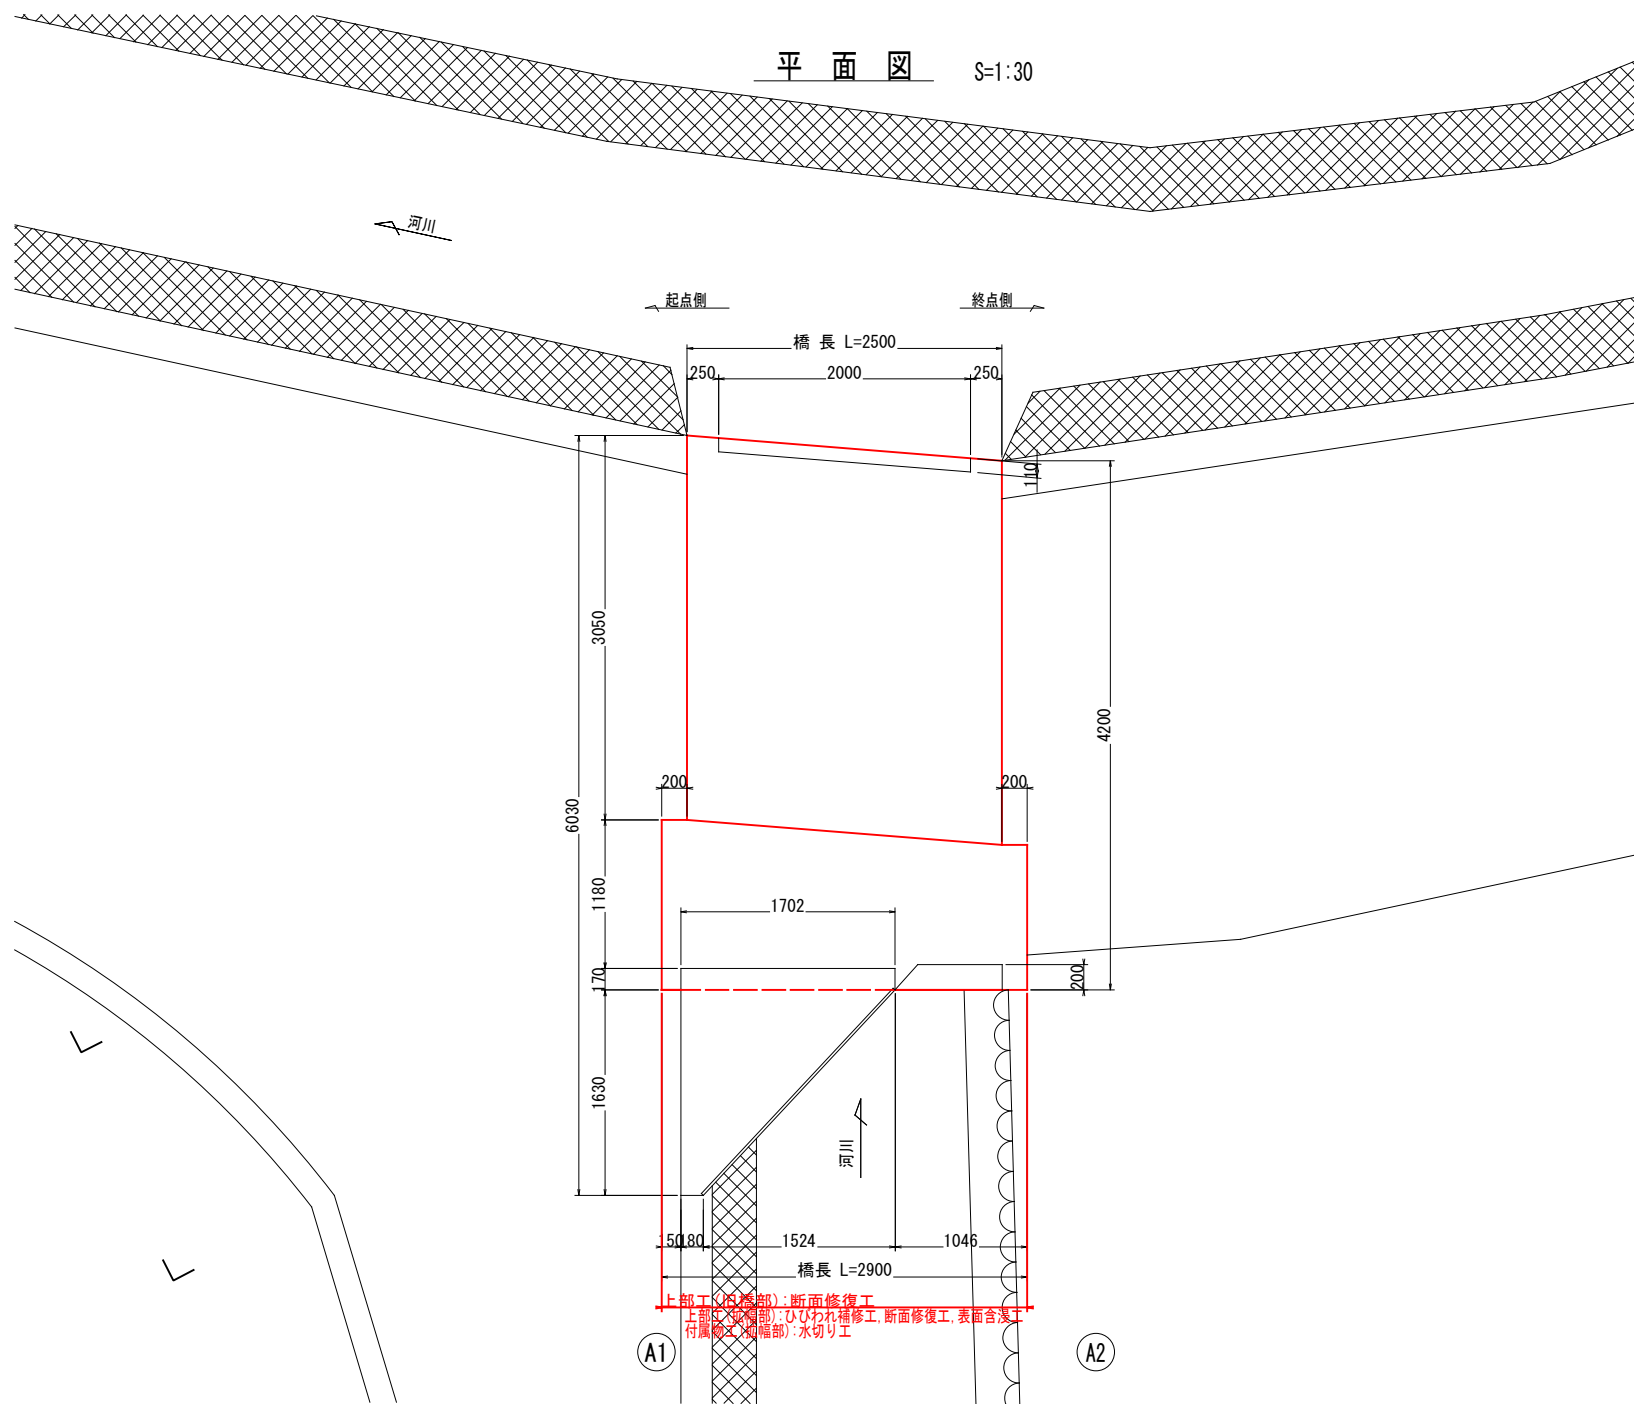 平面図 S=1:30
河川
起点側 終点側
橋長 L=2500
250 2000 250
110
3050
6030
4200
200 200
1180
1702
170
200
1630
河川
150 180 1524 1046
橋長 L=2900
上部工(旧橋部):断面修復工
上部工(拡幅部):ひびわれ補修工,断面修復工,表面含浸工
付属物工(拡幅部):水切り工
A1 A2